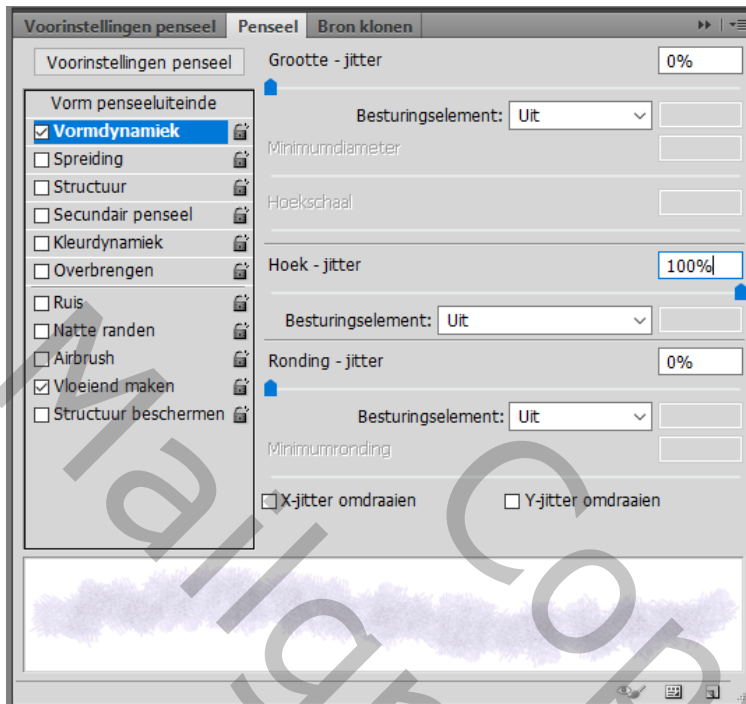 Voorinstellingen penseel Penseel Bron klonen
Voorinstellingen penseel
Vorm penseeluiteinde
Vormdynamiek
Spreiding
Structuur
Secundair penseel
Kleurdynamiek
Overbrengen
Ruis
Natte randen
Airbrush
Vloeiend maken
Structuur beschermen
Grootte - jitter 0%
Besturingselement: Uit
Minimumdiameter
Hoekschaal
Hoek - jitter 100%
Besturingselement: Uit
Ronding - jitter 0%
Besturingselement: Uit
Minimumronding
X-jitter omdraaien Y-jitter omdraaien